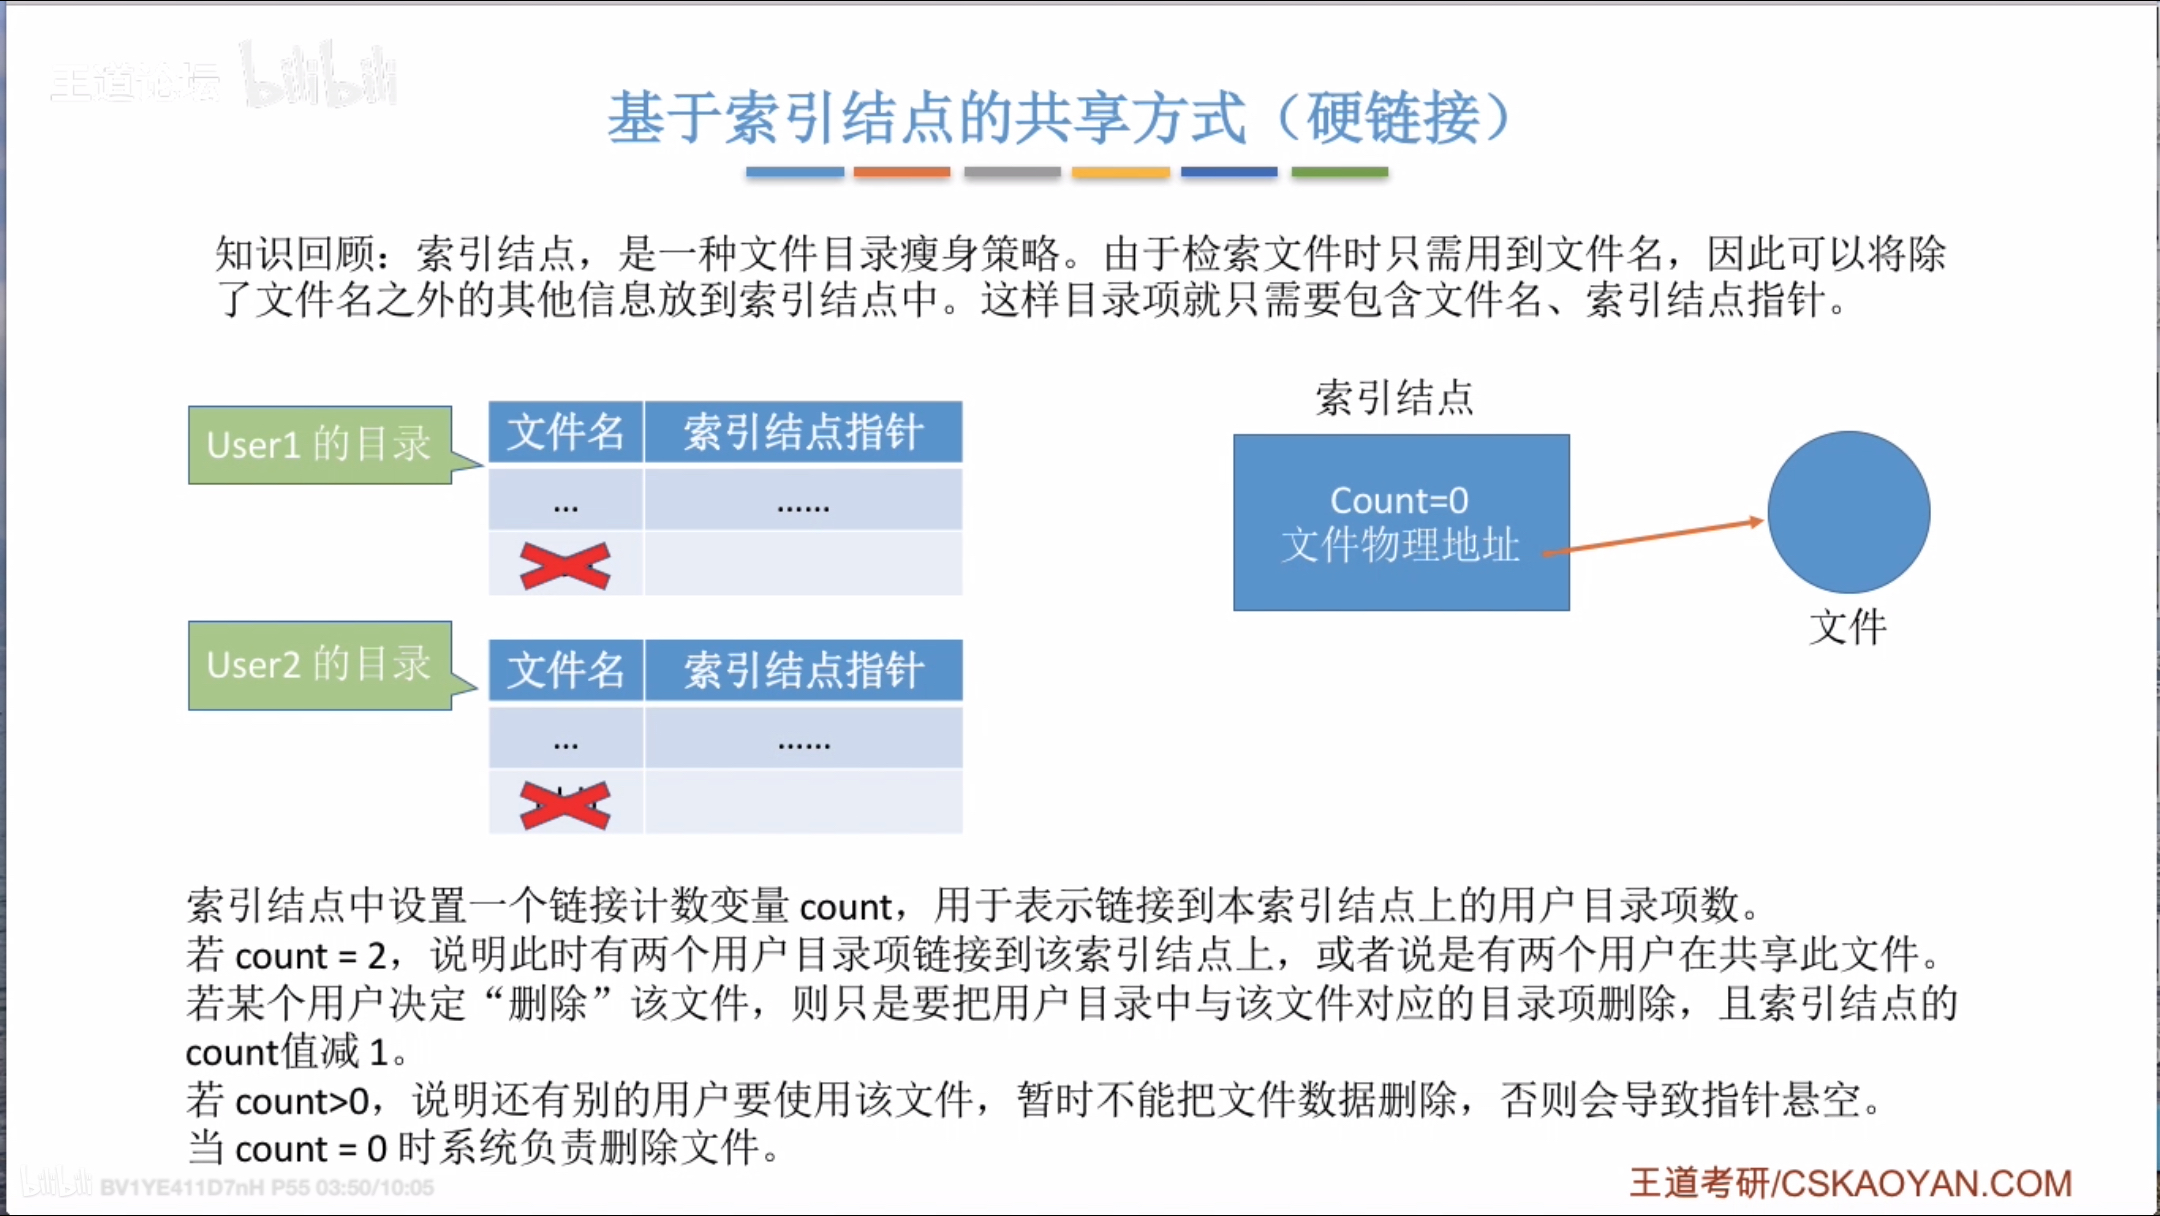 王道论坛 bilibili
基于索引结点的共享方式（硬链接）
知识回顾：索引结点，是一种文件目录瘦身策略。由于检索文件时只需用到文件名，因此可以将除
了文件名之外的其他信息放到索引结点中。这样目录项就只需要包含文件名、索引结点指针。
User1 的目录
文件名 索引结点指针
... ......
User2 的目录
文件名 索引结点指针
... ......
索引结点
Count=0
文件物理地址
文件
索引结点中设置一个链接计数变量 count，用于表示链接到本索引结点上的用户目录项数。
若 count = 2，说明此时有两个用户目录项链接到该索引结点上，或者说是有两个用户在共享此文件。
若某个用户决定“删除”该文件，则只是要把用户目录中与该文件对应的目录项删除，且索引结点的
count值减 1。
若 count>0，说明还有别的用户要使用该文件，暂时不能把文件数据删除，否则会导致指针悬空。
当 count = 0 时系统负责删除文件。
bilibili BV1YE411D7nH P55 03:50/10:05
王道考研/CSKAOYAN.COM